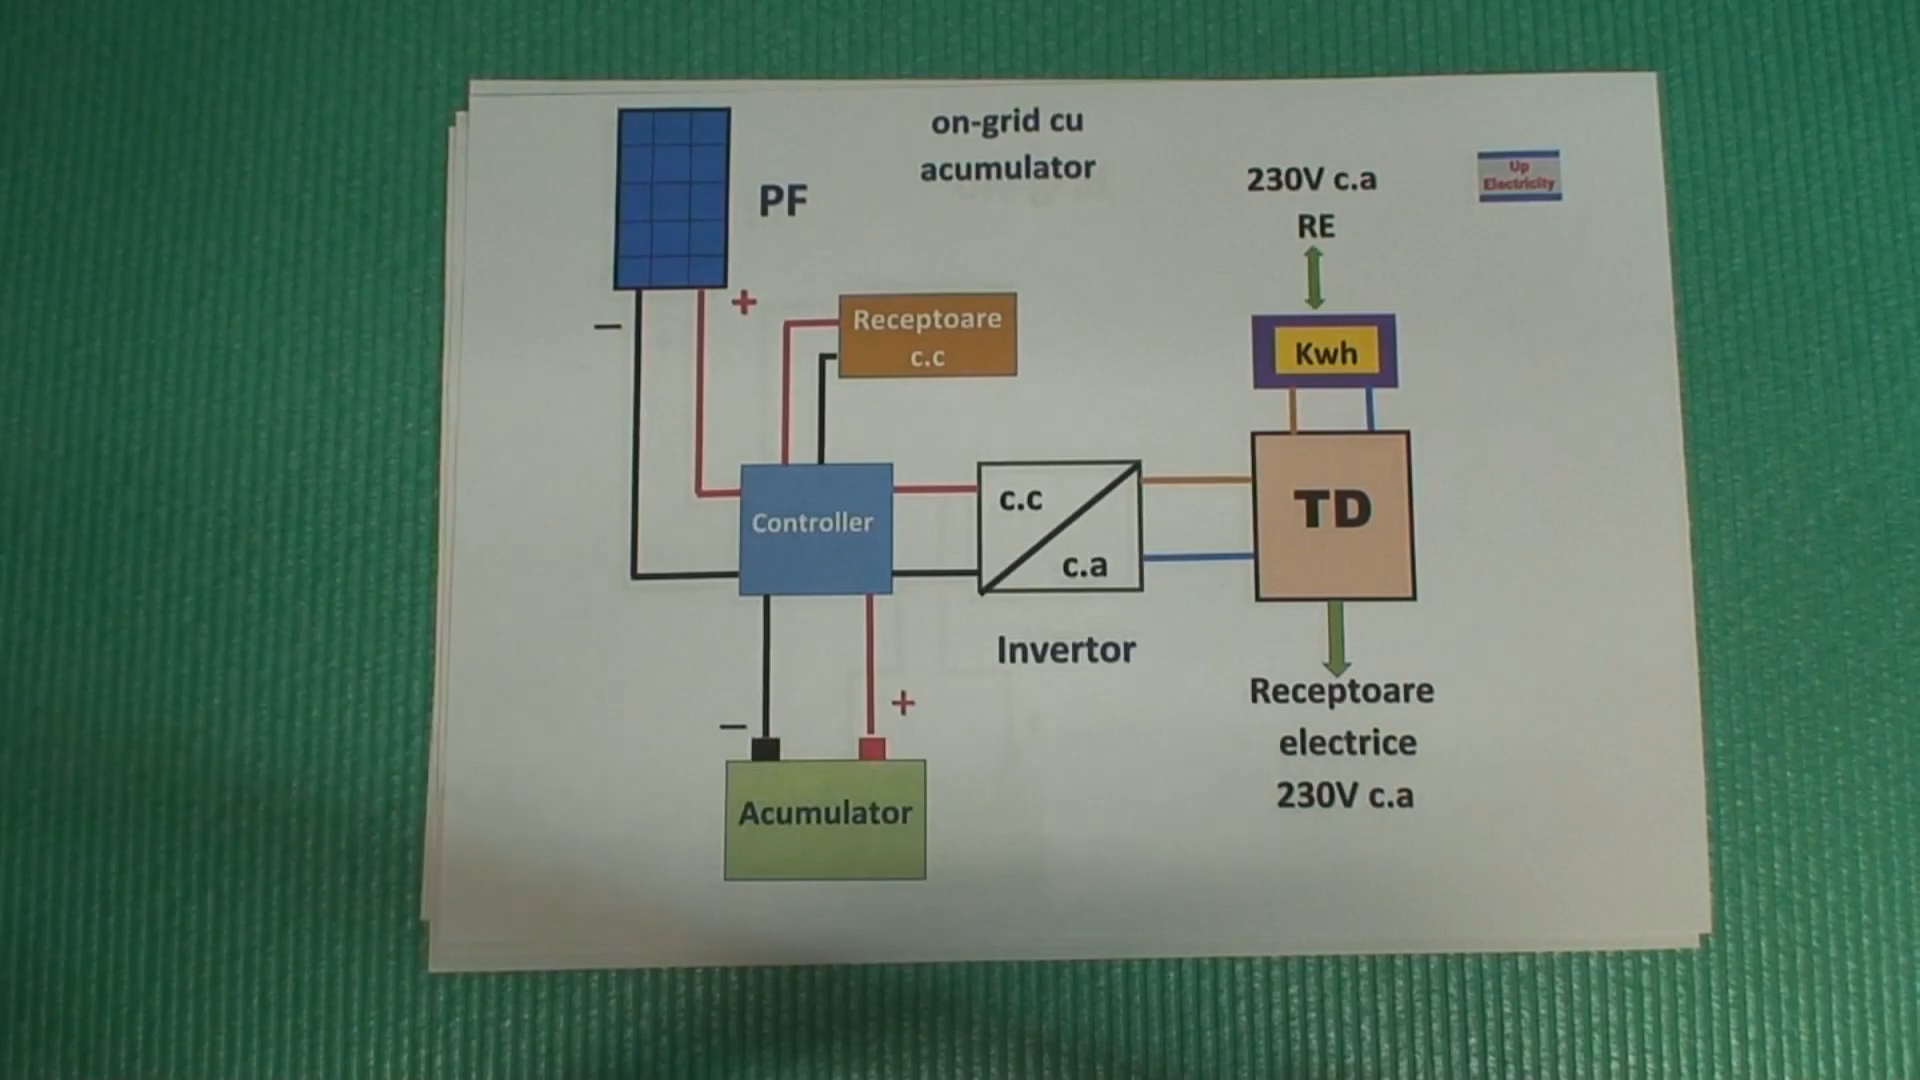 on-grid cu
acumulator
PF
230V c.a
RE
Up
Electricity
+
−
Receptoare
c.c
Kwh
Controller
c.c
c.a
TD
Invertor
Receptoare
electrice
230V c.a
−
+
Acumulator